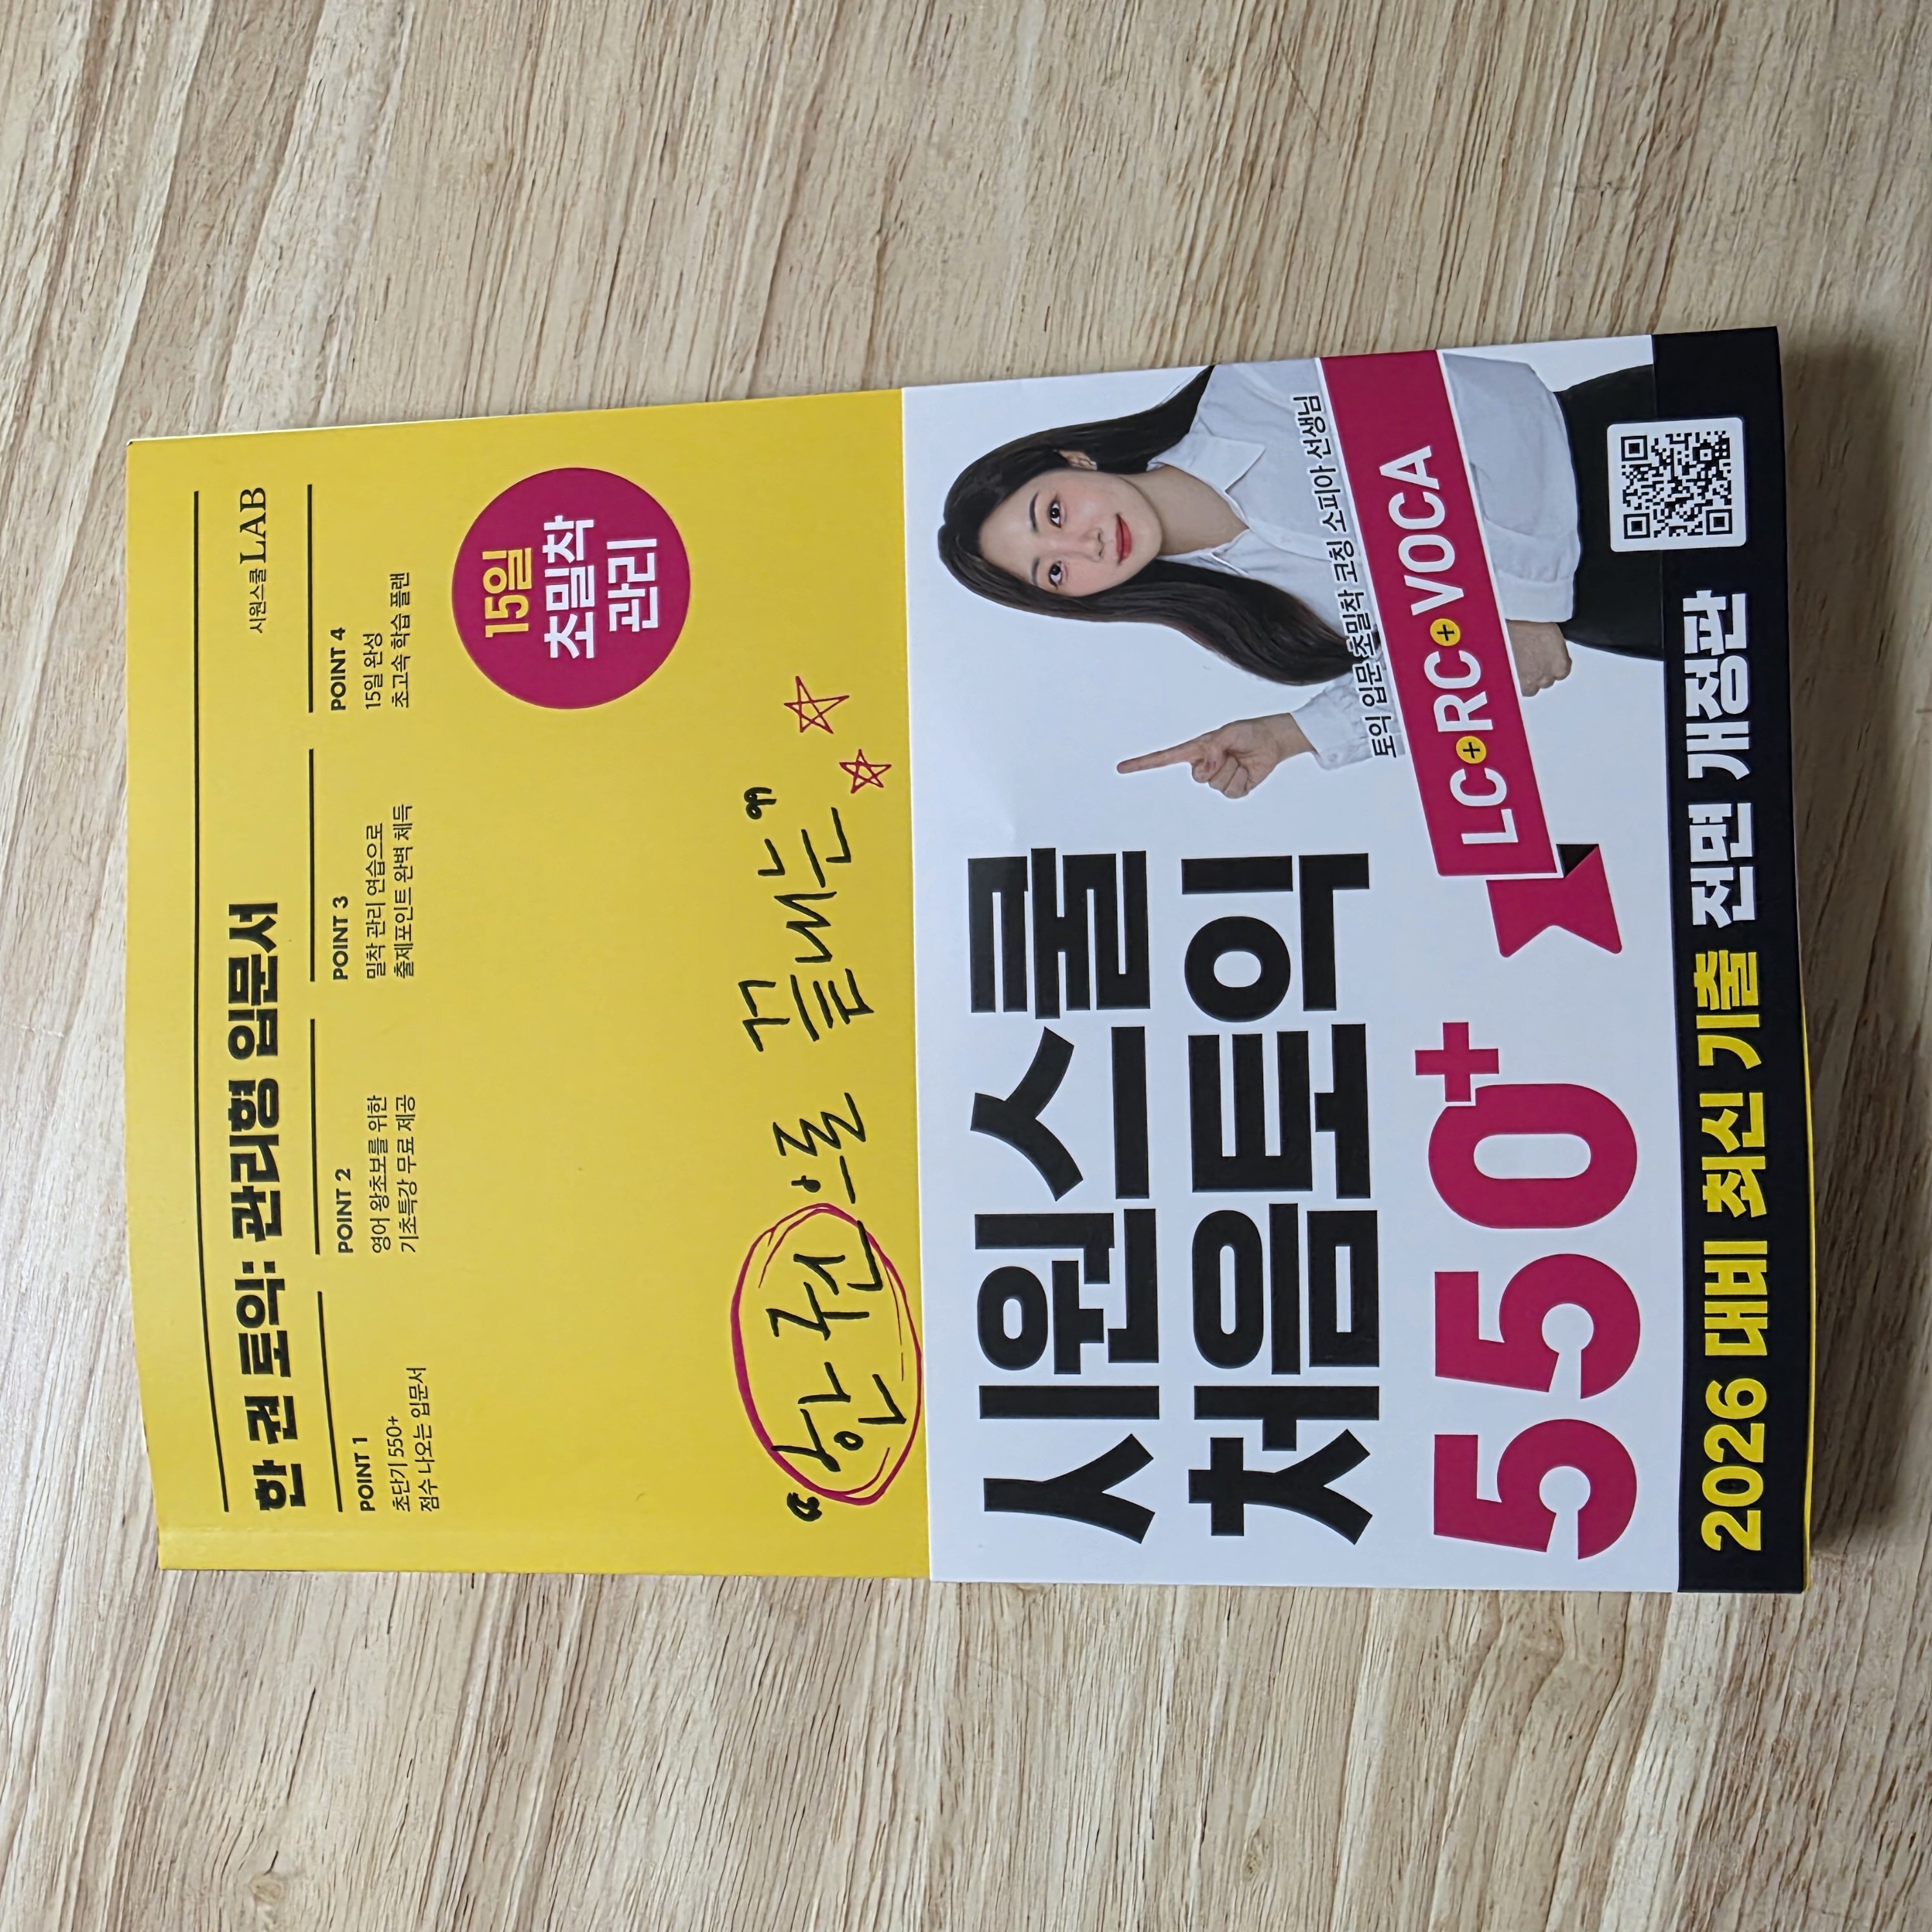 시원스쿨 LAB
한 권 토익: 관리형 입문서
POINT 1
초단기 550+
점수 나오는 입문서
POINT 2
영어 왕초보를 위한
기초특강 무료 제공
POINT 3
밀착 관리 연습으로
출제포인트 완벽 체득
POINT 4
15일 완성
초고속 학습 플랜
15일
초밀착
관리
“한 권으로 끝내는”
시원스쿨
처음토익
550+
토익 입문 초밀착 코칭 소피아 선생님
LC+RC+VOCA
2026 대비 최신 기출 전면 개정판